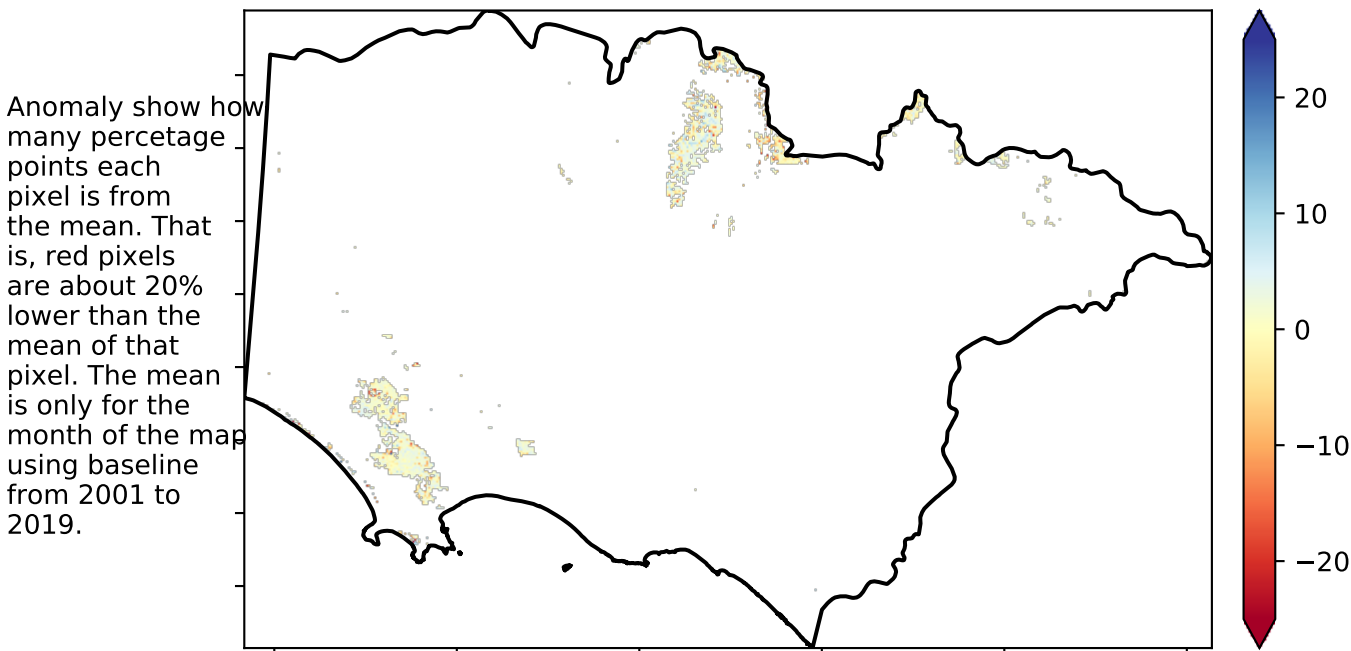 Anomaly show how
many percetage
points each
pixel is from
the mean. That
is, red pixels
are about 20%
lower than the
mean of that
pixel. The mean
is only for the
month of the map
using baseline
from 2001 to
2019.
20
10
0
−10
−20